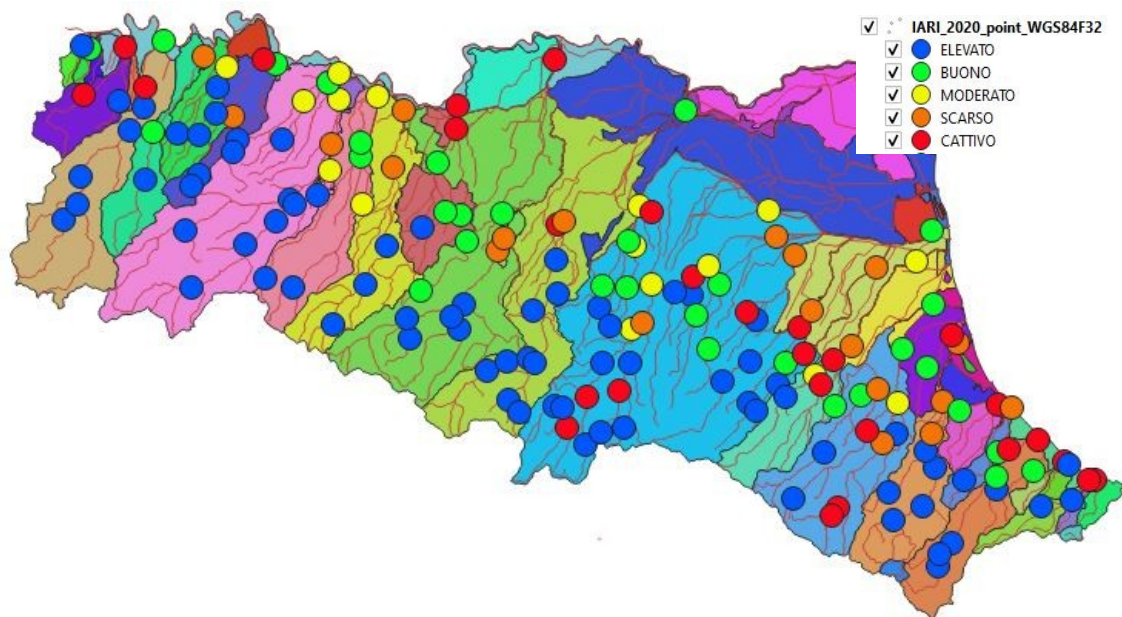 IARI_2020_point_WGS84F32
ELEVATO
BUONO
MODERATO
SCARSO
CATTIVO